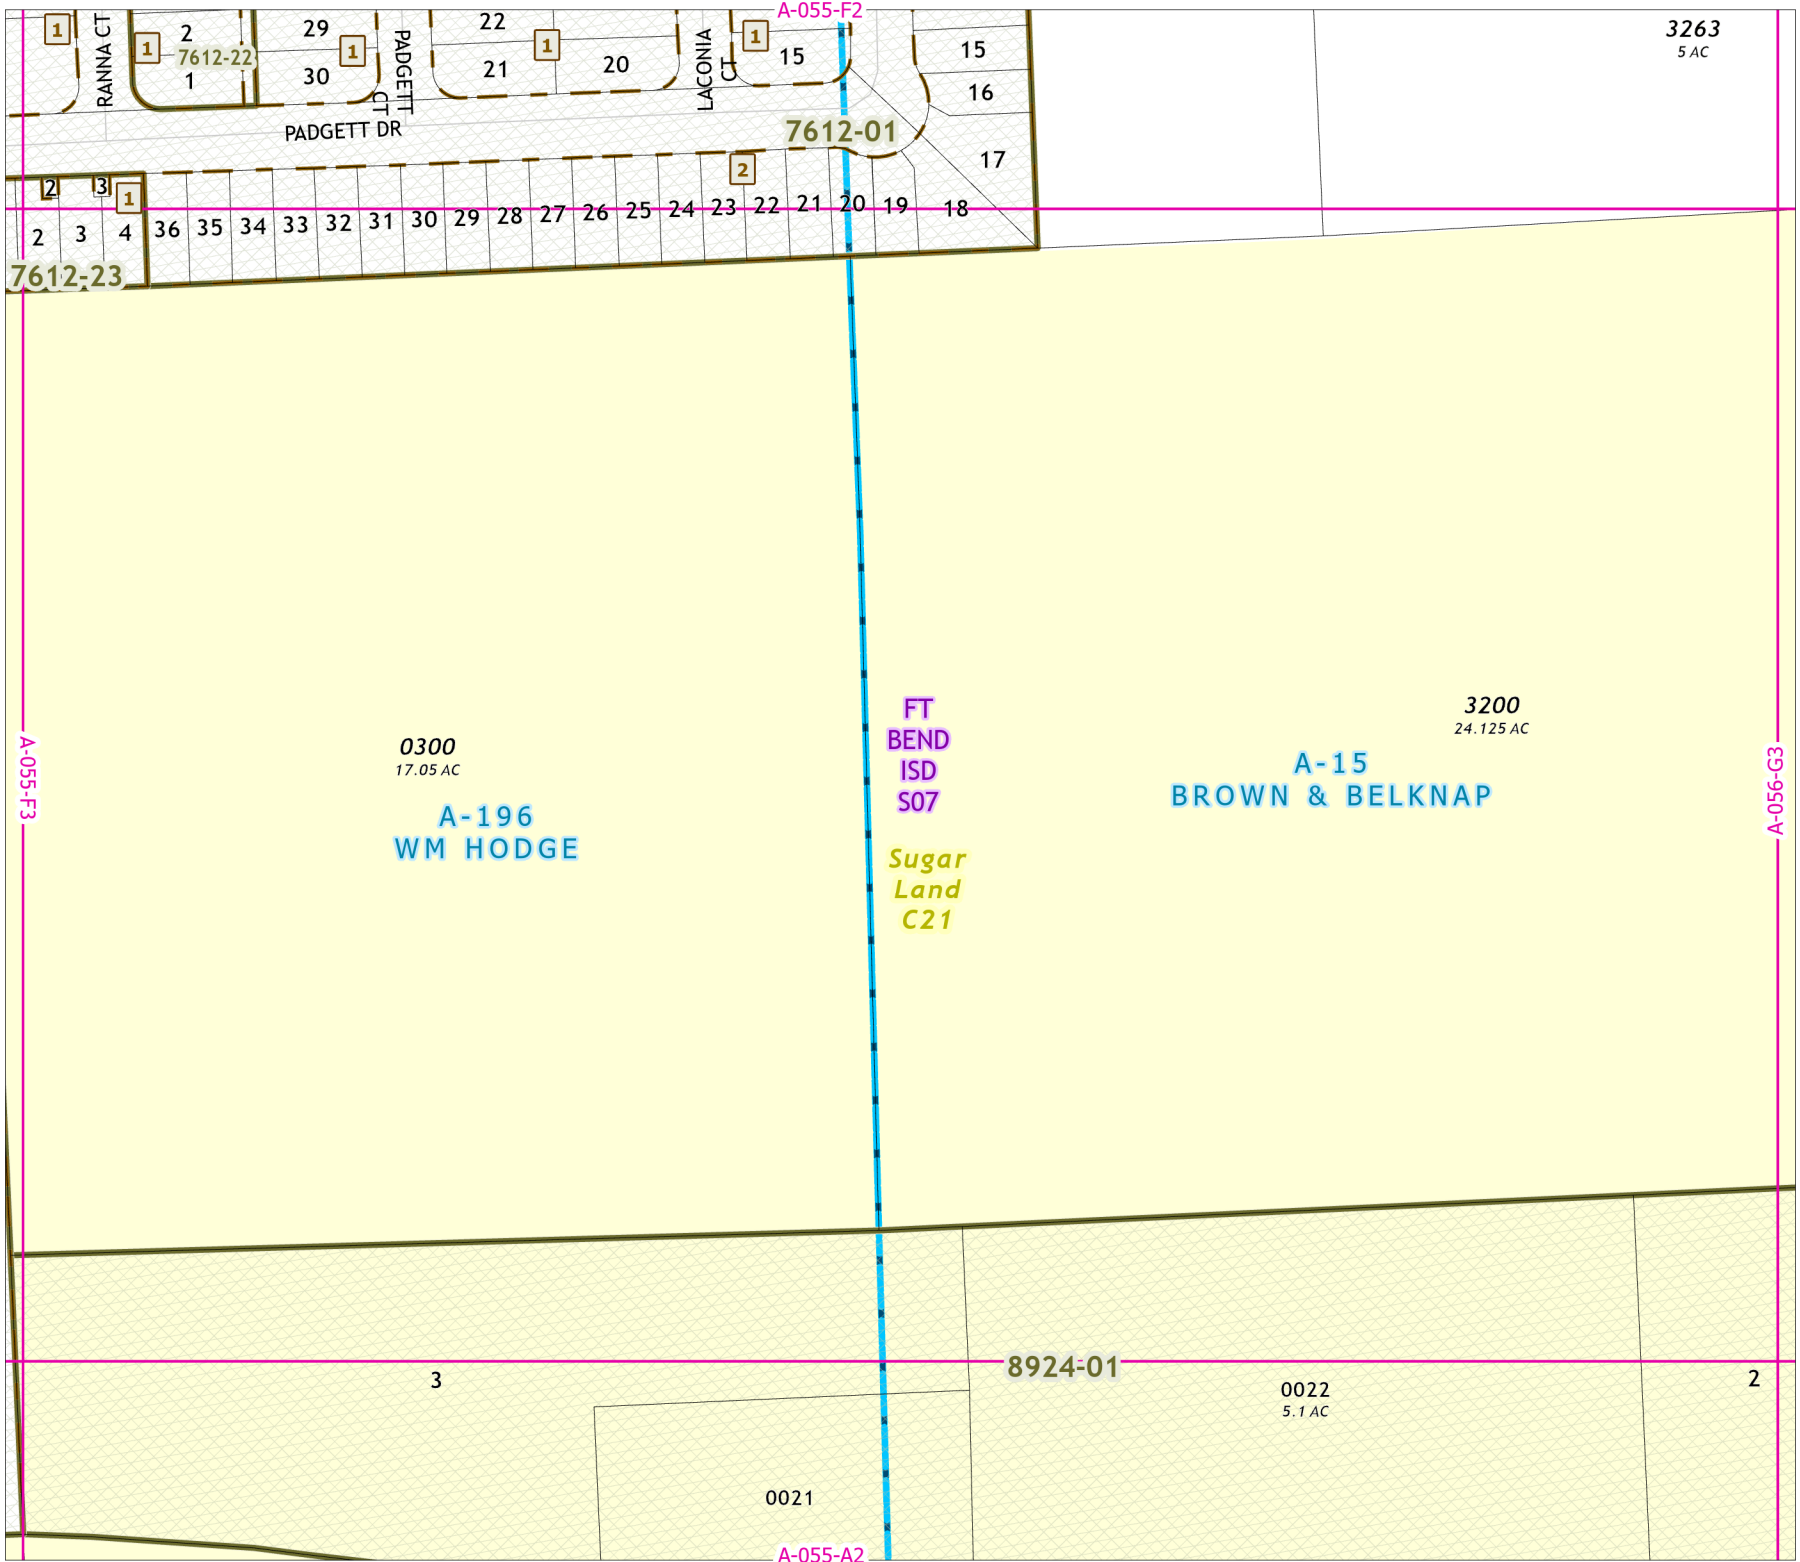 A-055-F2
1
RANNA CT
2
1
7612-22
1
29
1
30
PADGETT
CT
22
1
21
20
LACONIA
CT
1
15
15
3263
5 AC
16
PADGETT DR
7612-01
17
2
2
3
1
2
3
4
36
35
34
33
32
31
30
29
28
27
26
25
24
23
22
21
20
19
18
7612-23
A-055-F3
0300
17.05 AC
A-196
WM HODGE
FT
BEND
ISD
S07
Sugar
Land
C21
3200
24.125 AC
A-15
BROWN & BELKNAP
A-056-G3
8924-01
3
0022
5.1 AC
2
0021
A-055-A2